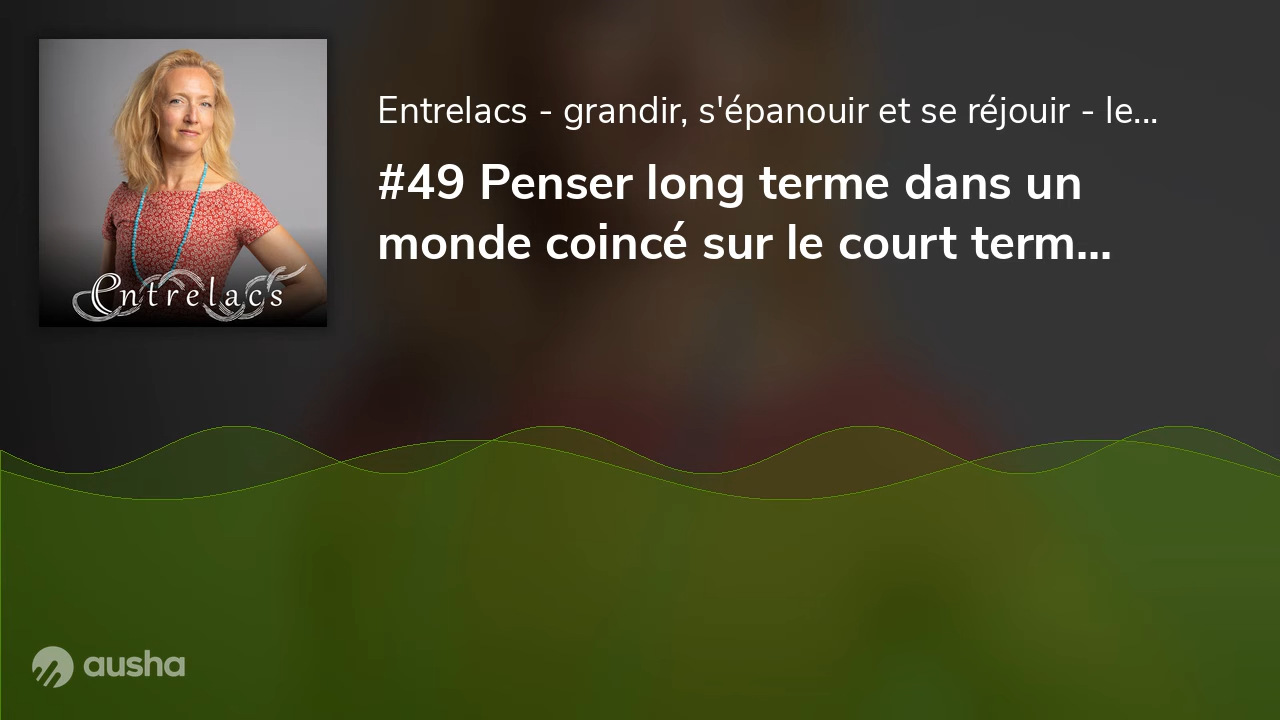 Entrelacs - grandir, s'épanouir et se réjouir - le...
#49 Penser long terme dans un
monde coincé sur le court term...
Entrelacs
ausha